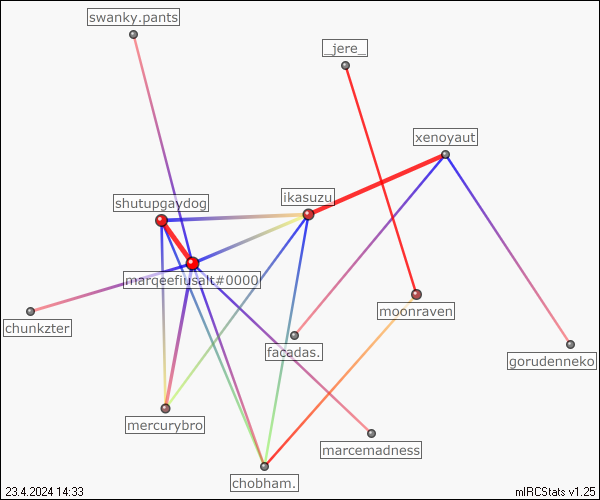 swanky.pants
_jere_
xenoyaut
ikasuzu
shutupgaydog
marqeefiusalt#0000
moonraven
chunkzter
facadas.
gorudenneko
mercurybro
marcemadness
chobham.
23.4.2024 14:33
mIRCStats v1.25